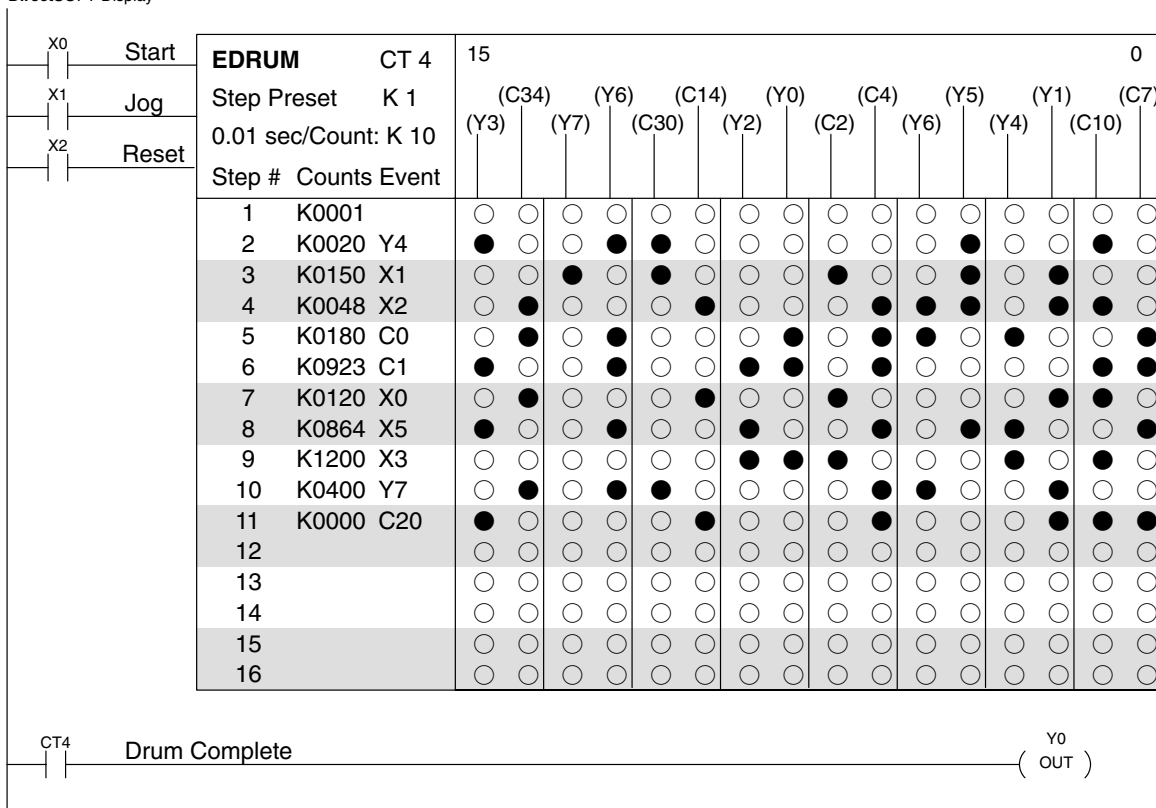 X0 Start
X1 Jog
X2 Reset
EDRUM CT 4
Step Preset K 1
0.01 sec/Count: K 10
Step # Counts Event
15 0
(C34) (Y6) (C14) (Y0) (C4) (Y5) (Y1) (C7)
(Y3) (Y7) (C30) (Y2) (C2) (Y6) (Y4) (C10)
1 K0001
2 K0020 Y4
3 K0150 X1
4 K0048 X2
5 K0180 C0
6 K0923 C1
7 K0120 X0
8 K0864 X5
9 K1200 X3
10 K0400 Y7
11 K0000 C20
12
13
14
15
16
CT4 Drum Complete Y0
OUT